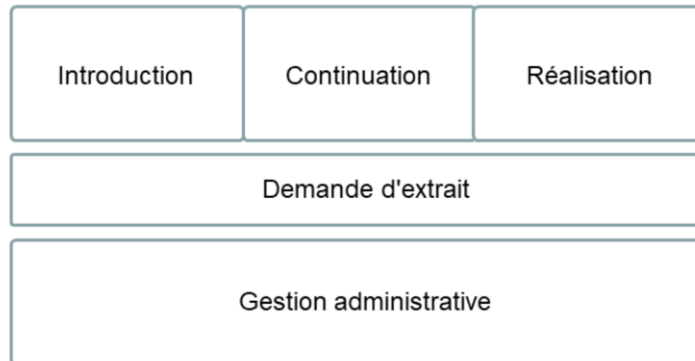 Introduction
Continuation
Réalisation
Demande d'extrait
Gestion administrative